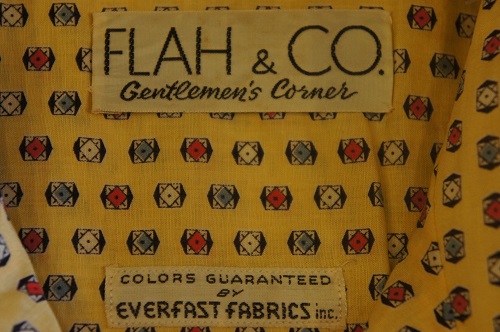 FLAH & CO.
Gentlemen's Corner
COLORS GUARANTEED
BY
EVERFAST FABRICS inc.